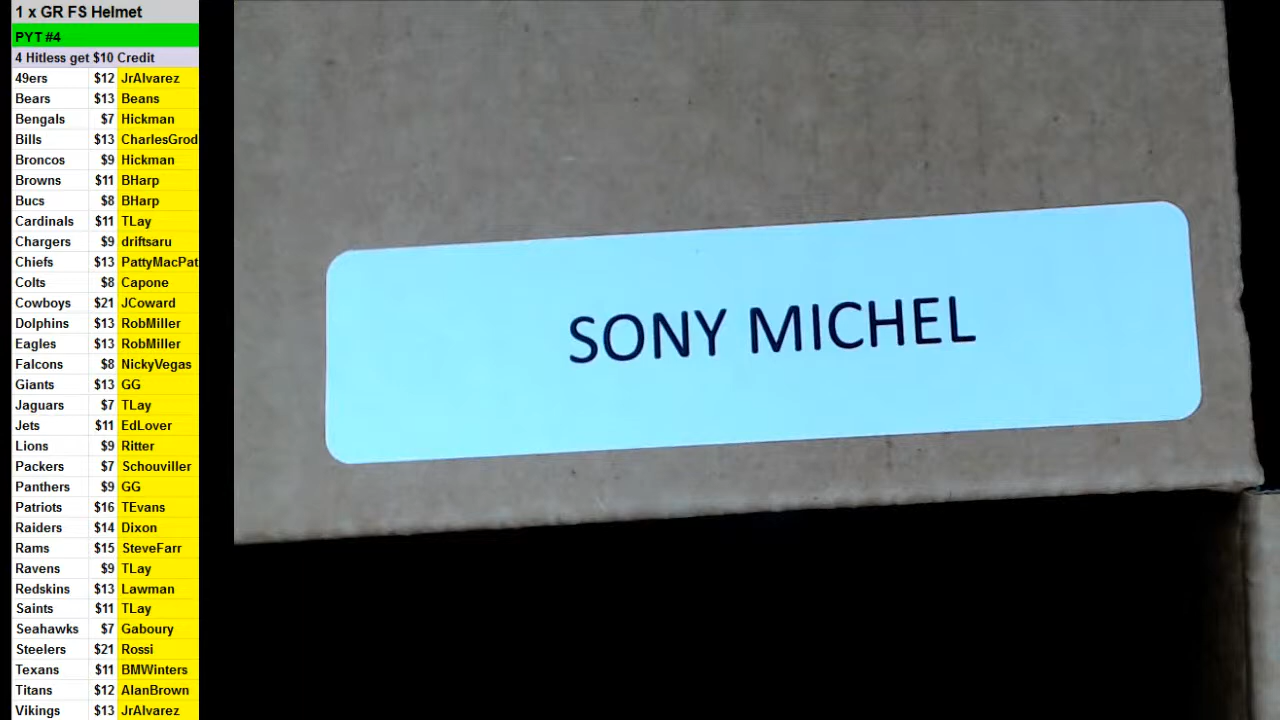 1 x GR FS Helmet
PYT #4
4 Hitless get $10 Credit
49ers $12 JrAlvarez
Bears $13 Beans
Bengals $7 Hickman
Bills $13 CharlesGrod
Broncos $9 Hickman
Browns $11 BHarp
Bucs $8 BHarp
Cardinals $11 TLay
Chargers $9 driftsaru
Chiefs $13 PattyMacPat
Colts $8 Capone
Cowboys $21 JCoward
Dolphins $13 RobMiller
Eagles $13 RobMiller
Falcons $8 NickyVegas
Giants $13 GG
Jaguars $7 TLay
Jets $11 EdLover
Lions $9 Ritter
Packers $7 Schouviller
Panthers $9 GG
Patriots $16 TEvans
Raiders $14 Dixon
Rams $15 SteveFarr
Ravens $9 TLay
Redskins $13 Lawman
Saints $11 TLay
Seahawks $7 Gaboury
Steelers $21 Rossi
Texans $11 BMWinters
Titans $12 AlanBrown
Vikings $13 JrAlvarez
SONY MICHEL